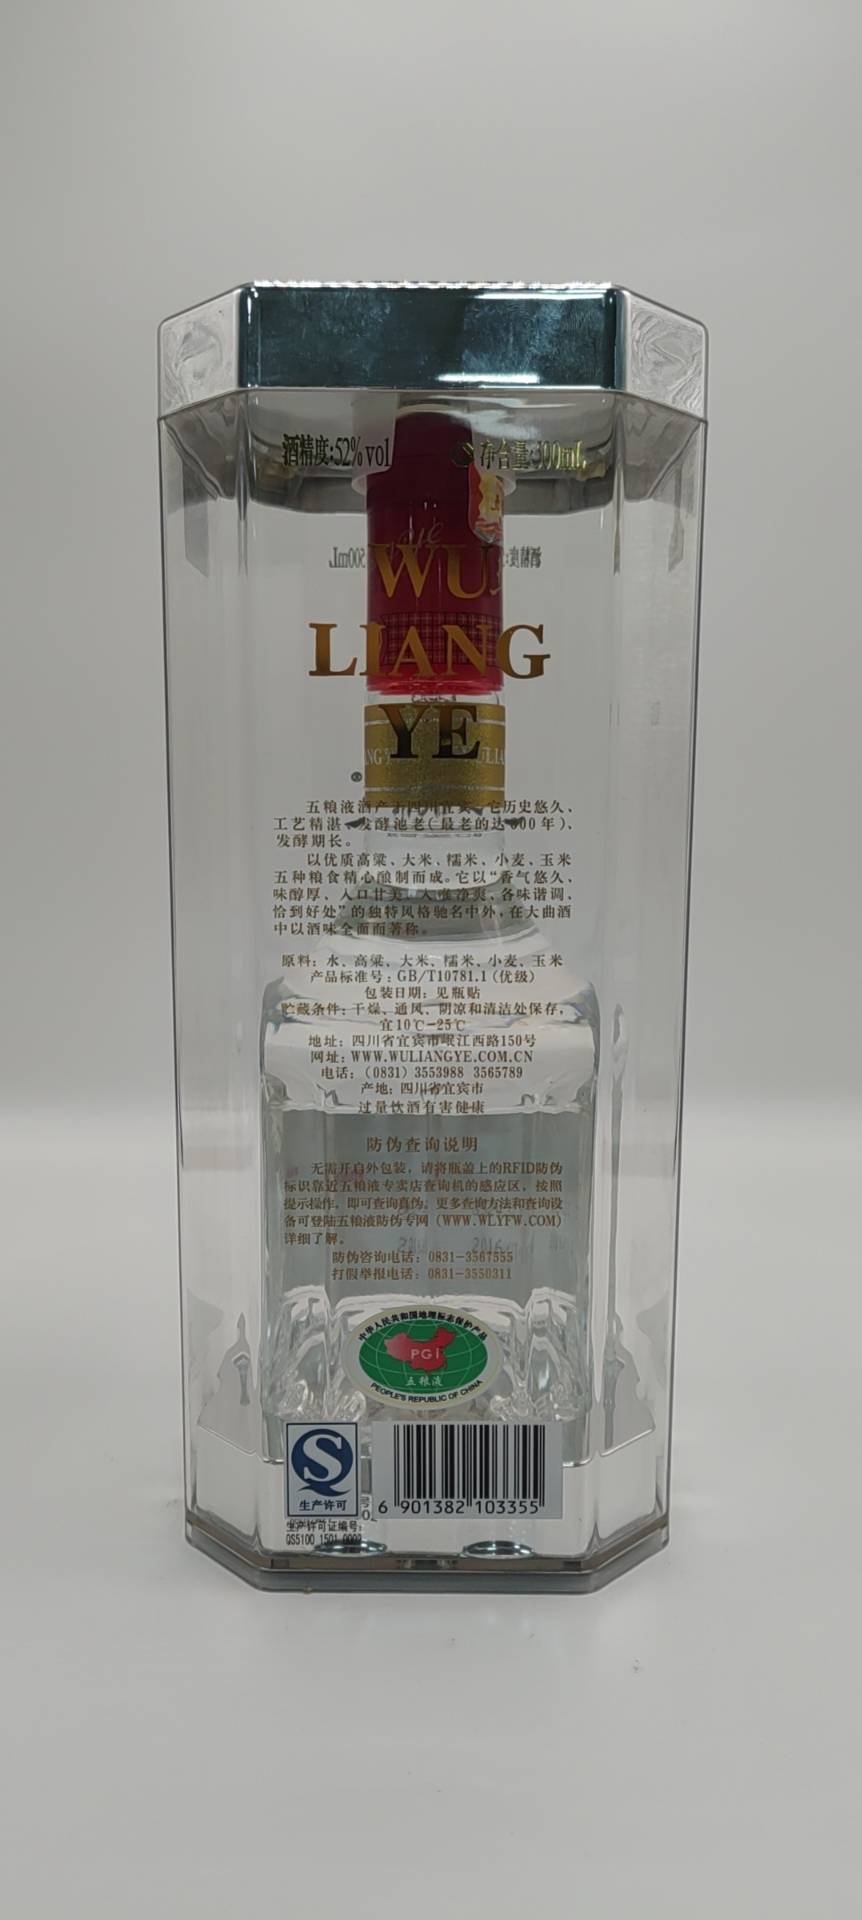 酒精度:52%vol 净含量:500mL
WU
LIANG
YE
®
五粮液酒产于四川宜宾，它历史悠久、
工艺精湛、发酵池老(最老的达600年)、
发酵期长。
以优质高粱、大米、糯米、小麦、玉米
五种粮食精心酿制而成。它以“香气悠久、
味醇厚、入口甘美、入喉净爽、各味谐调、
恰到好处”的独特风格驰名中外，在大曲酒
中以酒味全面而著称。
原料：水、高粱、大米、糯米、小麦、玉米
产品标准号：GB/T10781.1(优级)
包装日期：见瓶贴
贮藏条件：干燥、通风、阴凉和清洁处保存，
宜10℃-25℃
地址：四川省宜宾市岷江西路150号
网址：WWW.WULIANGYE.COM.CN
电话：(0831) 3553988 3565789
产地：四川省宜宾市
过量饮酒有害健康
防伪查询说明
无需开启外包装，请将瓶盖上的RFID防伪
标识靠近五粮液专卖店查询机的感应区，按照
提示操作，即可查询真伪。更多查询方法和查询设
备可登陆五粮液防伪专网(WWW.WLYFW.COM)
详细了解。
防伪咨询电话：0831-3567555
打假举报电话：0831-3550311
中华人民共和国地理标志保护产品
PGI
五粮液
PEOPLE'S REPUBLIC OF CHINA
生产许可
6 901382 103355
生产许可证编号:
QS5100 1501